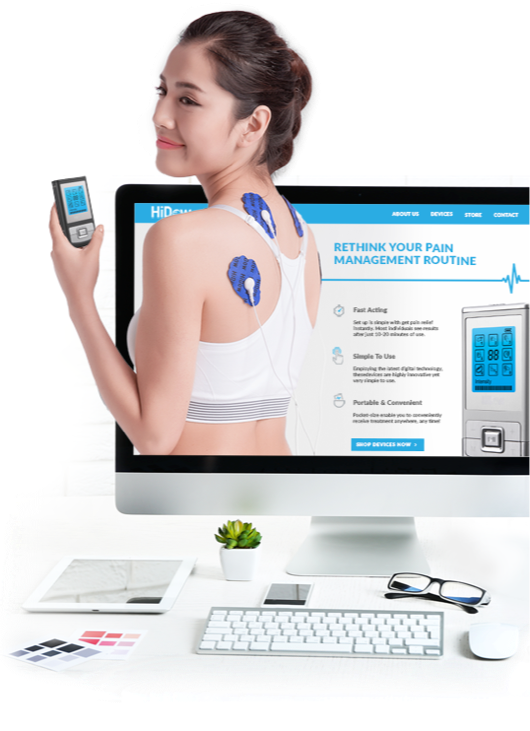 HiDow
ABOUT US DEVICES STORE CONTACT
RETHINK YOUR PAIN
MANAGEMENT ROUTINE
Fast Acting
Set up is simple with get pain relief
instantly. Most individuals see results
after just 10-20 minutes of use.
Simple To Use
Employing the latest digital technology,
these devices are highly innovative yet
very simple to use.
Portable & Convenient
Pocket-size enable you to conveniently
receive treatment anywhere, any time!
SHOP DEVICES NOW >
88